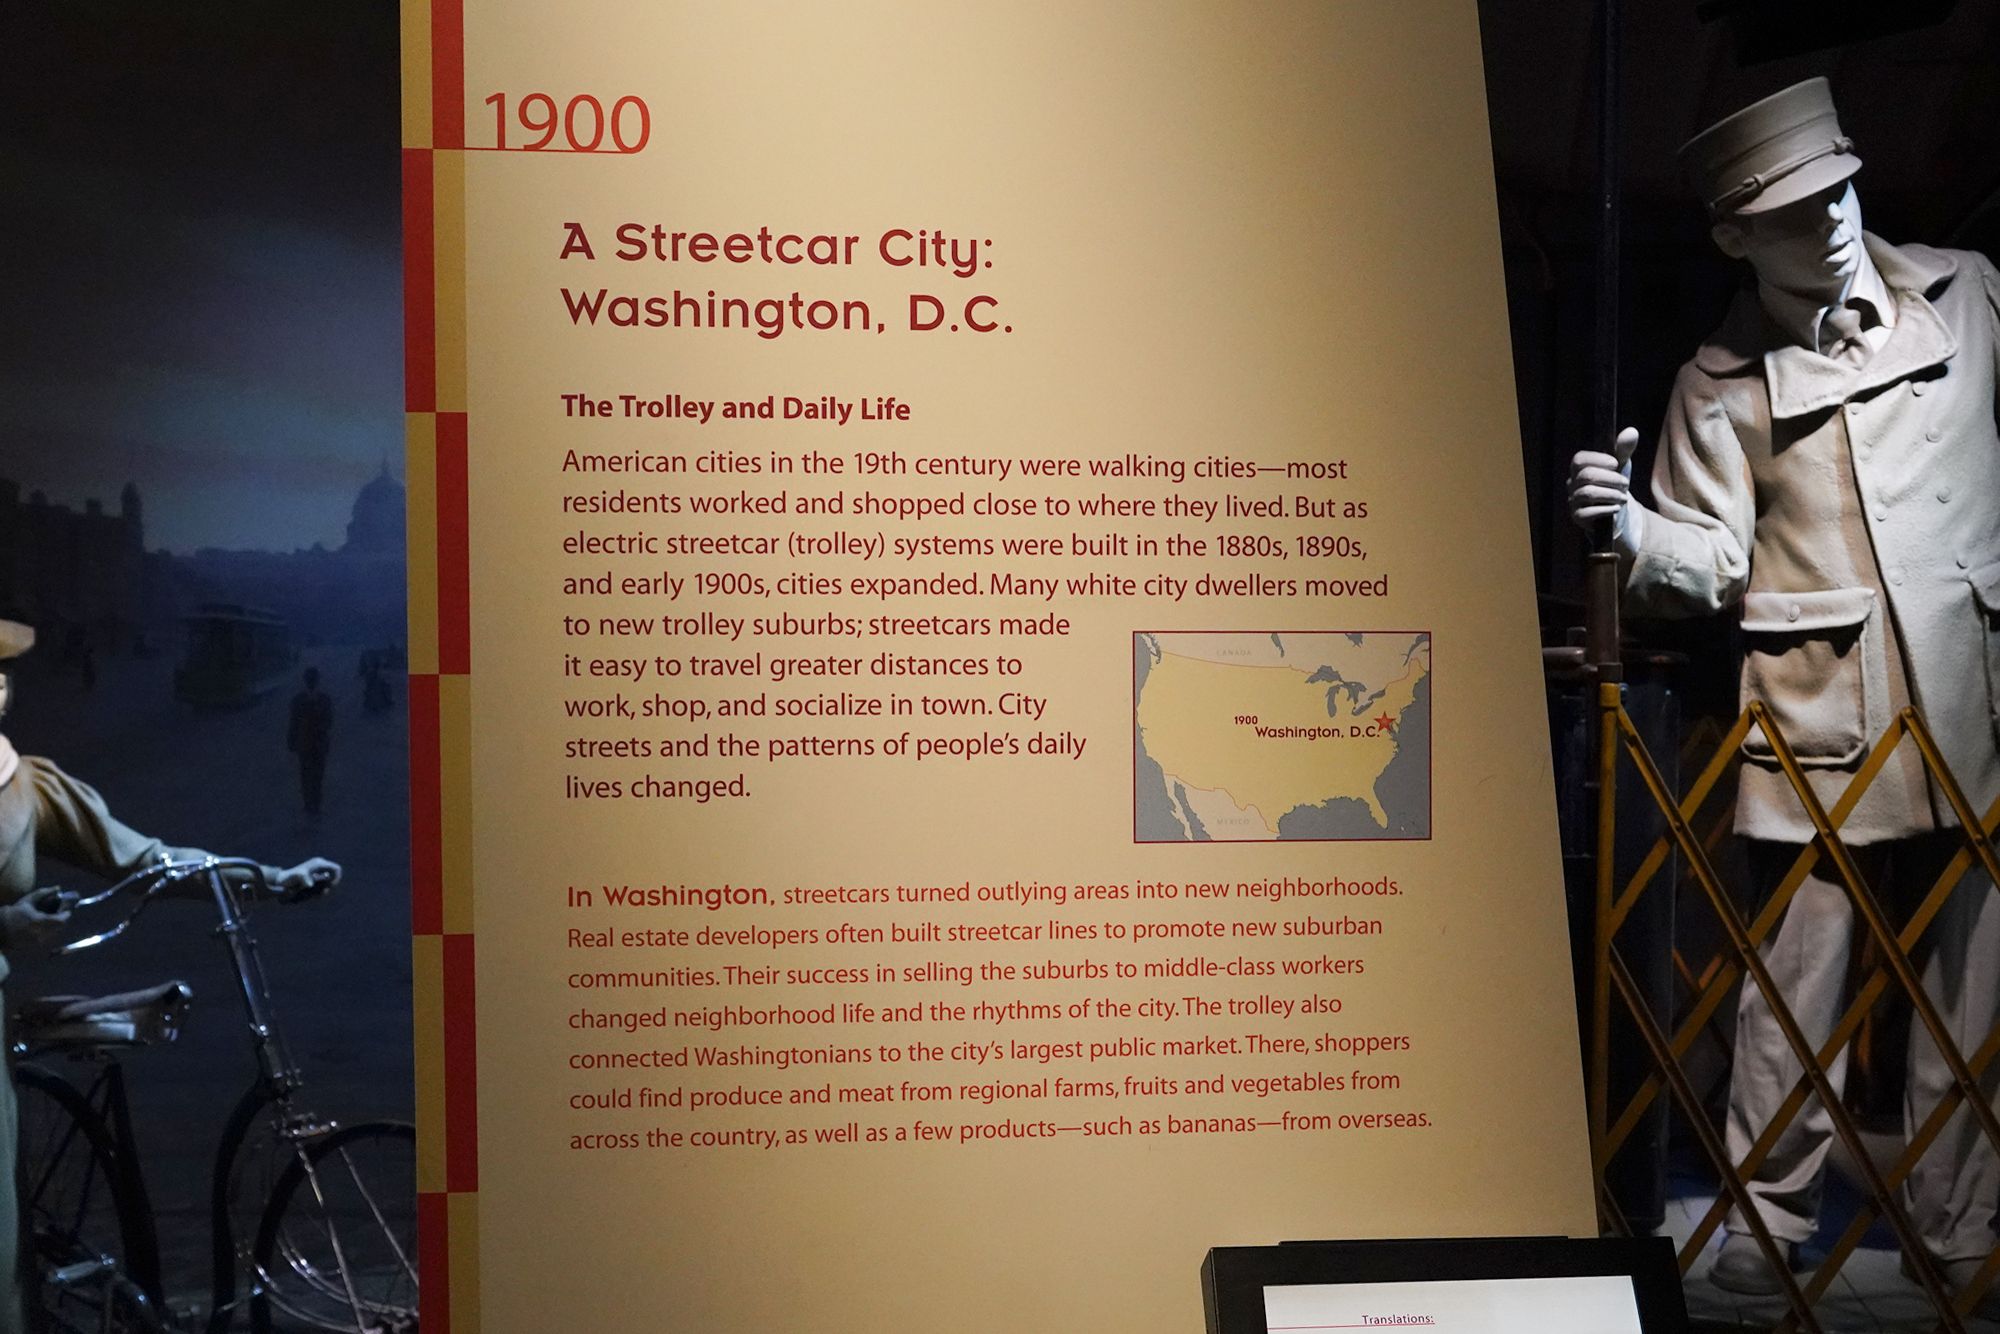 1900
A Streetcar City:
Washington, D.C.
The Trolley and Daily Life
American cities in the 19th century were walking cities—most
residents worked and shopped close to where they lived. But as
electric streetcar (trolley) systems were built in the 1880s, 1890s,
and early 1900s, cities expanded. Many white city dwellers moved
to new trolley suburbs; streetcars made
it easy to travel greater distances to
work, shop, and socialize in town. City
streets and the patterns of people's daily
lives changed.
CANADA
1900
Washington, D.C.
MEXICO
In Washington, streetcars turned outlying areas into new neighborhoods.
Real estate developers often built streetcar lines to promote new suburban
communities. Their success in selling the suburbs to middle-class workers
changed neighborhood life and the rhythms of the city. The trolley also
connected Washingtonians to the city's largest public market. There, shoppers
could find produce and meat from regional farms, fruits and vegetables from
across the country, as well as a few products—such as bananas—from overseas.
Translations: